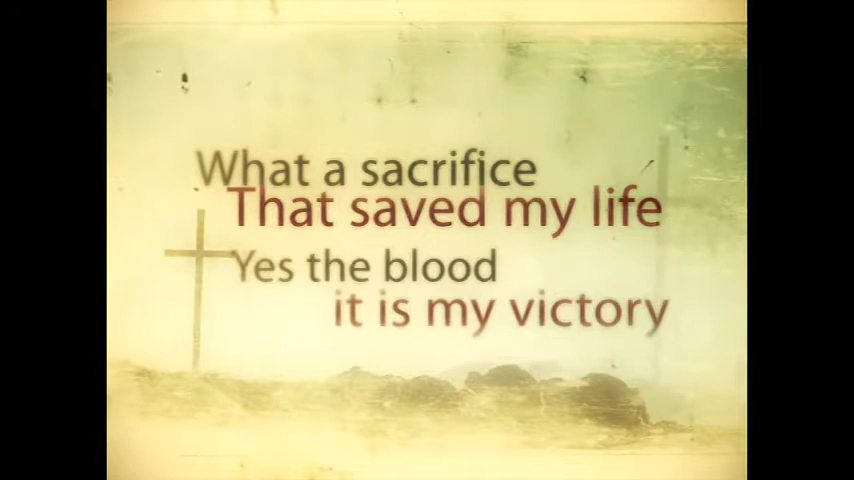 What a sacrifice
That saved my life
Yes the blood
it is my victory